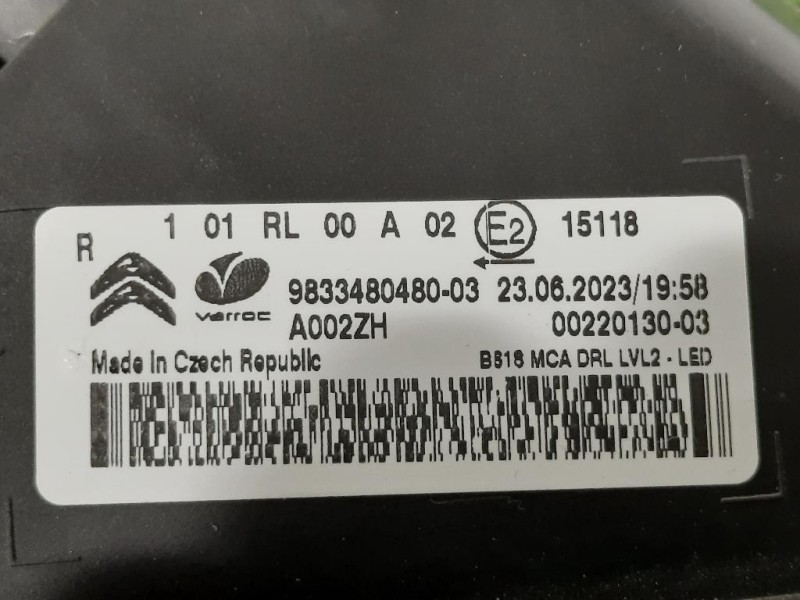 R 1 01 RL 00 A 02 E2 15118
varroc
9833480480-03 23.06.2023/19:58
A002ZH 00220130-03
Made in Czech Republic B618 MCA DRL LVL2 - LED